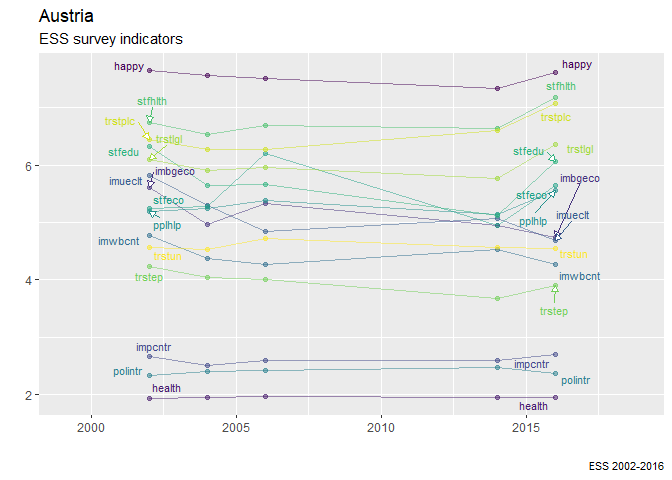 Austria
ESS survey indicators
happy
happy
stfhlth
stfhlth
trstplc
trstplc
trstlgl
trstlgl
stfedu
stfedu
imbgeco
imbgeco
imueclt
stfeco
stfeco
imueclt
pplhlp
pplhlp
imwbcnt
trstun
trstun
imwbcnt
trstep
trstep
impcntr
impcntr
polintr
polintr
health
health
6
4
2
2000
2005
2010
2015
ESS 2002-2016